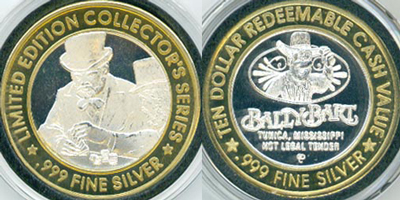 LIMITED EDITION COLLECTOR'S SERIES
.999 FINE SILVER
TEN DOLLAR REDEEMABLE CASH VALUE
BALLY BART
TUNICA, MISSISSIPPI
NOT LEGAL TENDER
.999 FINE SILVER